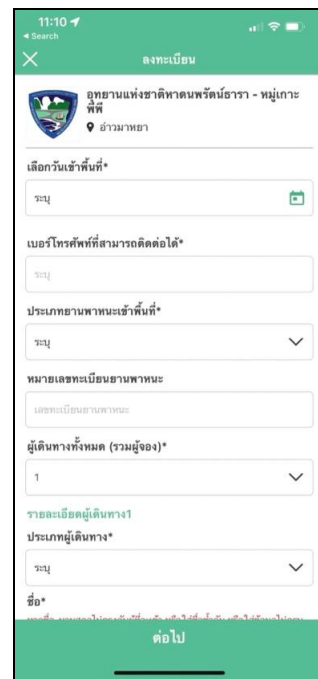 11:10
◂ Search
ลงทะเบียน
อุทยานแห่งชาติหาดนพรัตน์ธารา - หมู่เกาะ
พีพี
อ่าวมาหยา
เลือกวันเข้าพื้นที่*
ระบุ
เบอร์โทรศัพท์ที่สามารถติดต่อได้*
ระบุ
ประเภทยานพาหนะเข้าพื้นที่*
ระบุ
หมายเลขทะเบียนยานพาหนะ
เลขทะเบียนยานพาหนะ
ผู้เดินทางทั้งหมด (รวมผู้จอง)*
1
รายละเอียดผู้เดินทาง1
ประเภทผู้เดินทาง*
ระบุ
ชื่อ*
ต่อไป